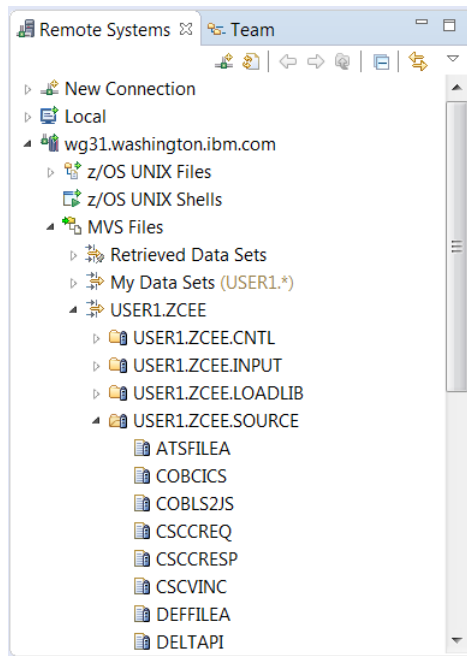 Remote Systems Team
New Connection
Local
wg31.washington.ibm.com
z/OS UNIX Files
z/OS UNIX Shells
MVS Files
Retrieved Data Sets
My Data Sets (USER1.*)
USER1.ZCEE
USER1.ZCEE.CNTL
USER1.ZCEE.INPUT
USER1.ZCEE.LOADLIB
USER1.ZCEE.SOURCE
ATSFILEA
COBCICS
COBLS2JS
CSCCREQ
CSCCRESP
CSCVINC
DEFFILEA
DELTAPI